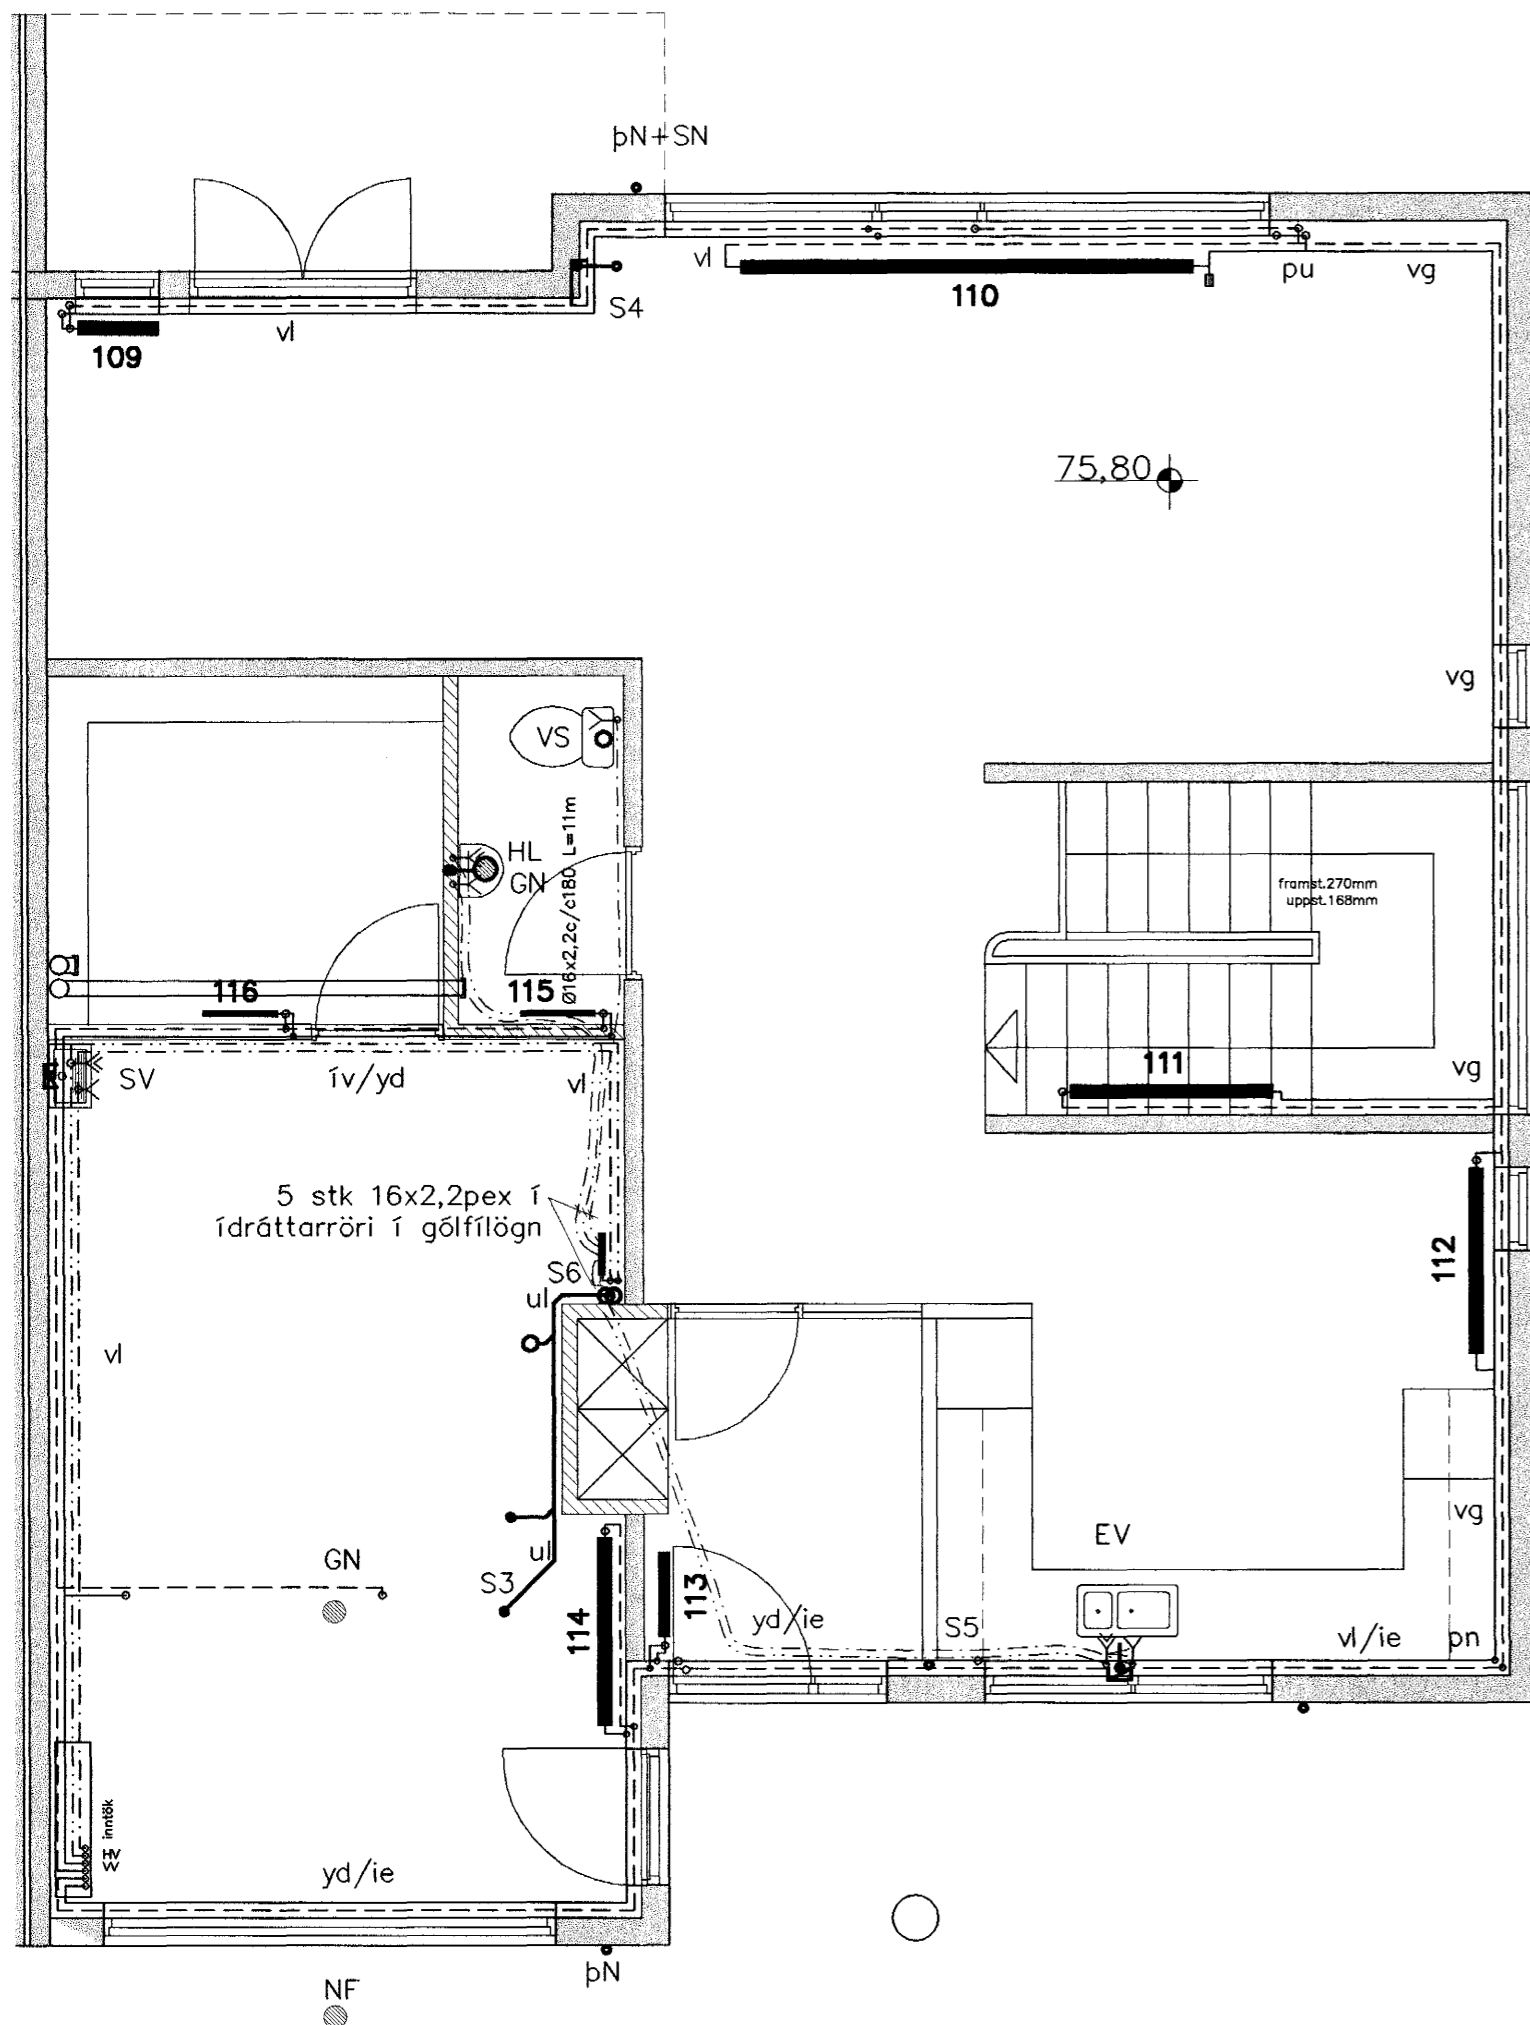 þN+SN
vl
110
pu
vg
S4
109
vl
75,80
vg
VS
HL
GN
Ø16x2,2c/c180 L=11m
framst.270mm
uppst.168mm
116
115
SV
ív/yd
vl
111
vg
5 stk 16x2,2pex í
ídráttarröri í gólfílögn
S6
ul
112
vl
EV
vg
GN
ul
S3
114
113
yd/ie
S5
vl/ie
pn
inntök
yd/ie
þN
NF